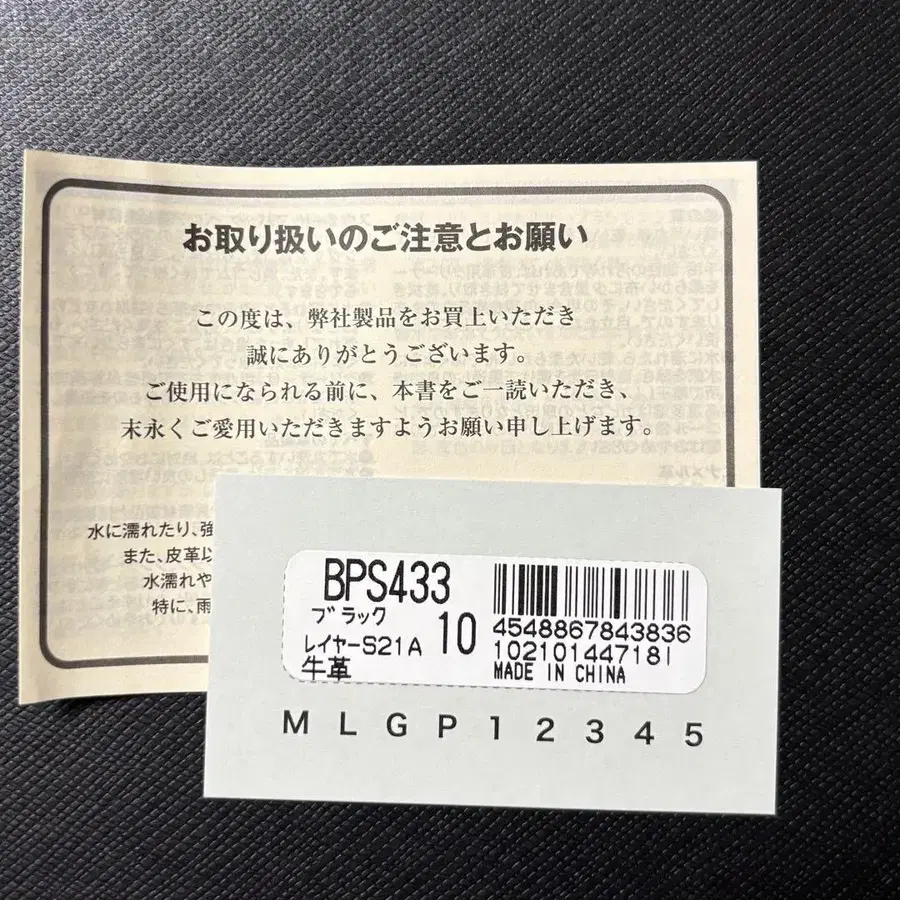 お取り扱いのご注意とお願い
この度は、弊社製品をお買上いただき
誠にありがとうございます。
ご使用になられる前に、本書をご一読いただき、
末永くご愛用いただきますようお願い申し上げます。
水に濡れたり、強
また、皮革以
水濡れや
特に、雨
BPS433
ブラック
レイヤーS21A
10
牛革
4548867843836
102101447181
MADE IN CHINA
M L G P 1 2 3 4 5